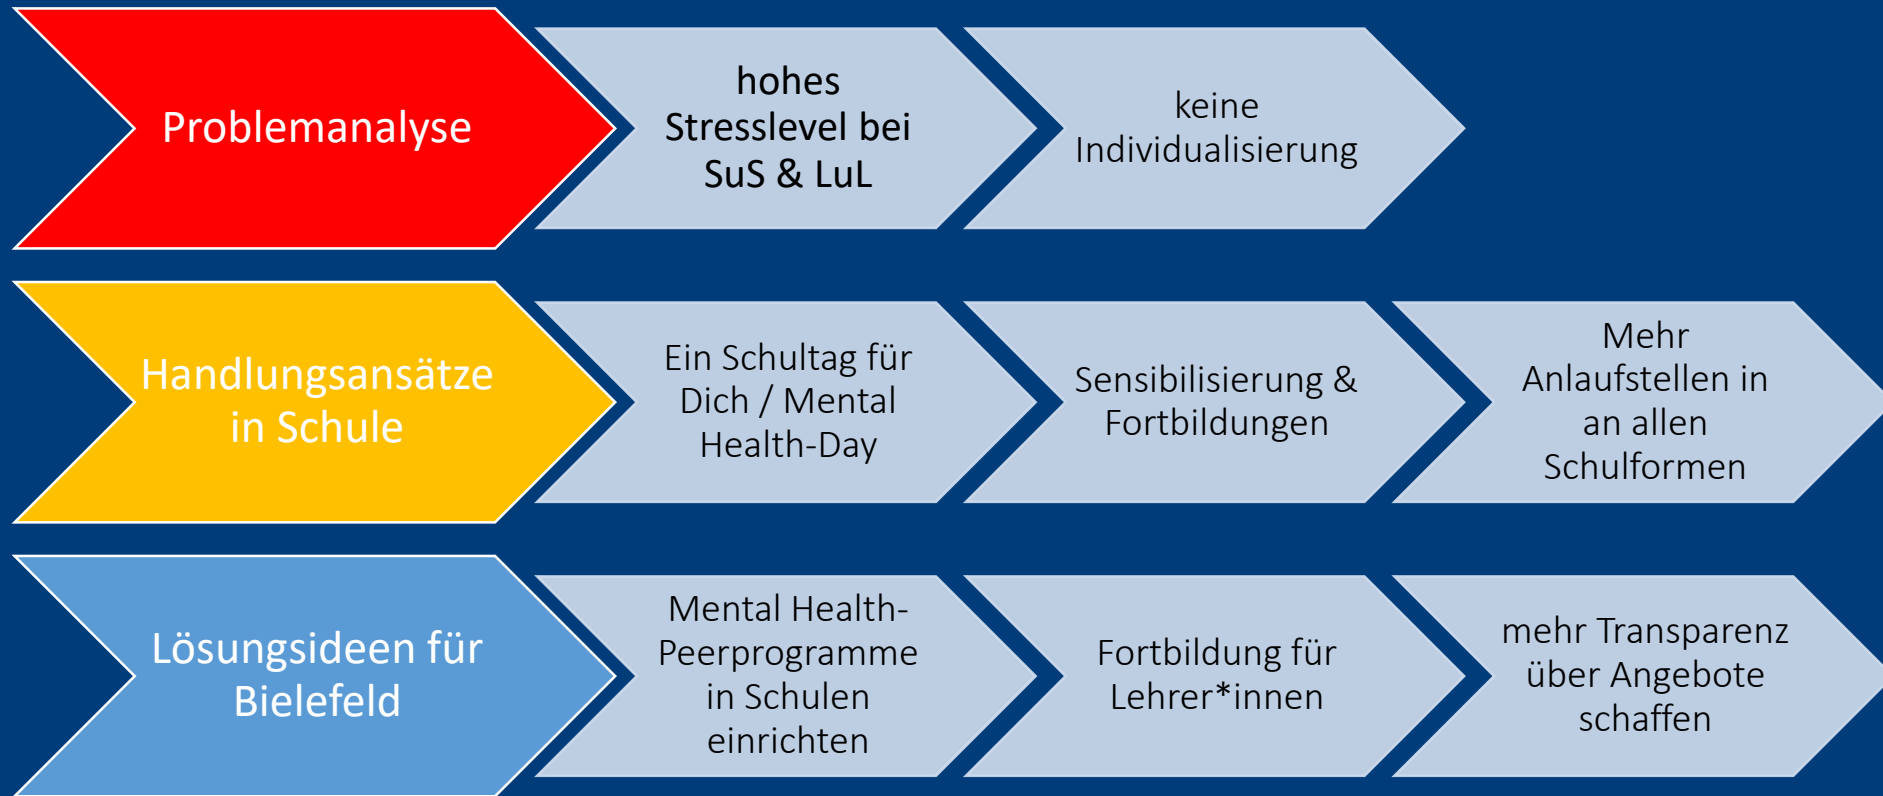 Problemanalyse
hohes
Stresslevel bei
SuS & LuL
keine
Individualisierung
Handlungsansätze
in Schule
Ein Schultag für
Dich / Mental
Health-Day
Sensibilisierung &
Fortbildungen
Mehr
Anlaufstellen in
an allen
Schulformen
Lösungsideen für
Bielefeld
Mental Health-
Peerprogramme
in Schulen
einrichten
Fortbildung für
Lehrer*innen
mehr Transparenz
über Angebote
schaffen